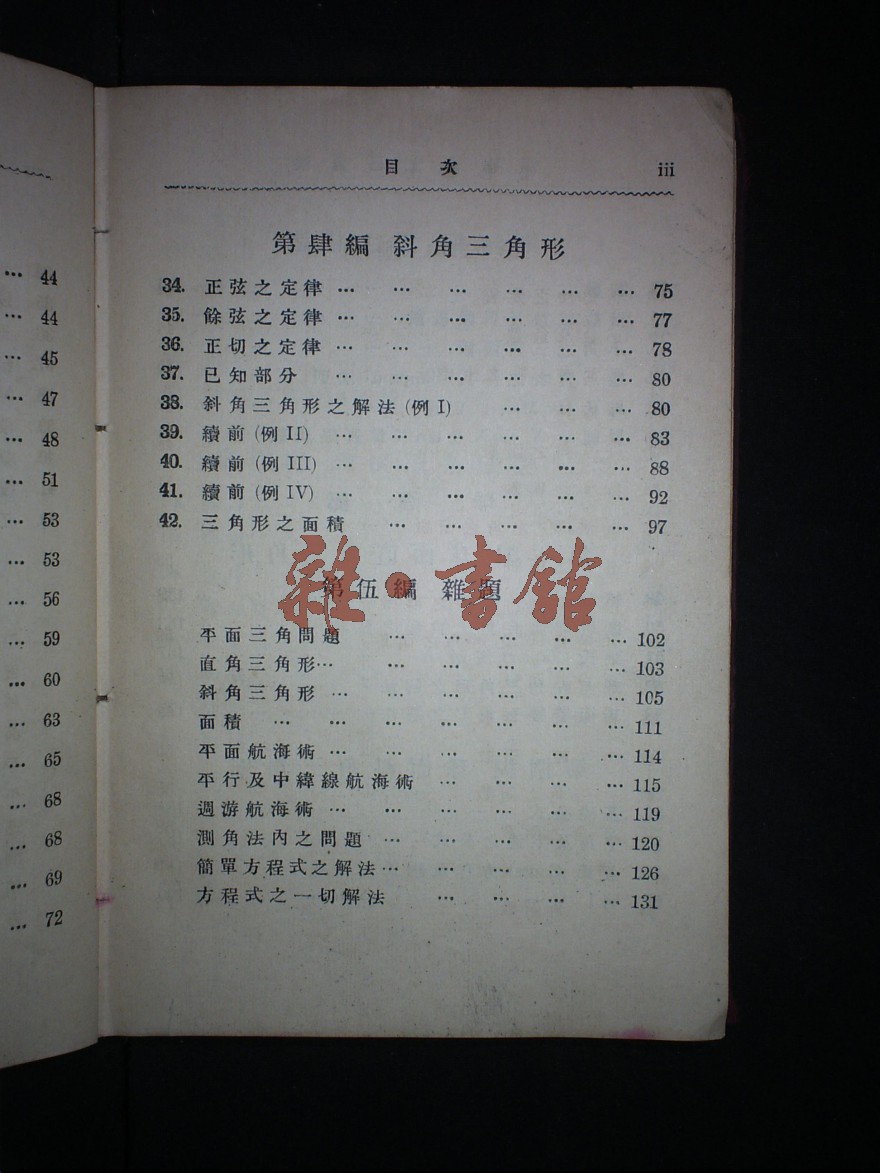 … 44
… 44
… 45
… 47
… 48
… 51
… 53
… 53
… 56
… 59
… 60
… 63
… 65
… 68
… 68
… 69
… 72
目次 iii
第肆編 斜角三角形
34. 正弦之定律 … … … … … … 75
35. 餘弦之定律 … … … … … … 77
36. 正切之定律 … … … … … … 78
37. 已知部分 … … … … … … 80
38. 斜角三角形之解法 (例 I) … … … 80
39. 續前 (例 II) … … … … … … 83
40. 續前 (例 III) … … … … … … 88
41. 續前 (例 IV) … … … … … … 92
42. 三角形之面積 … … … … … 97
第伍編 雜題
雜·書館
平面三角問題 … … … … … 102
直角三角形… … … … … … 103
斜角三角形 … … … … … … 105
面積 … … … … … … … 111
平面航海術 … … … … … … 114
平行及中緯線航海術 … … … … 115
週游航海術 … … … … … … 119
測角法內之問題 … … … … … 120
簡單方程式之解法… … … … … 126
方程式之一切解法 … … … … 131